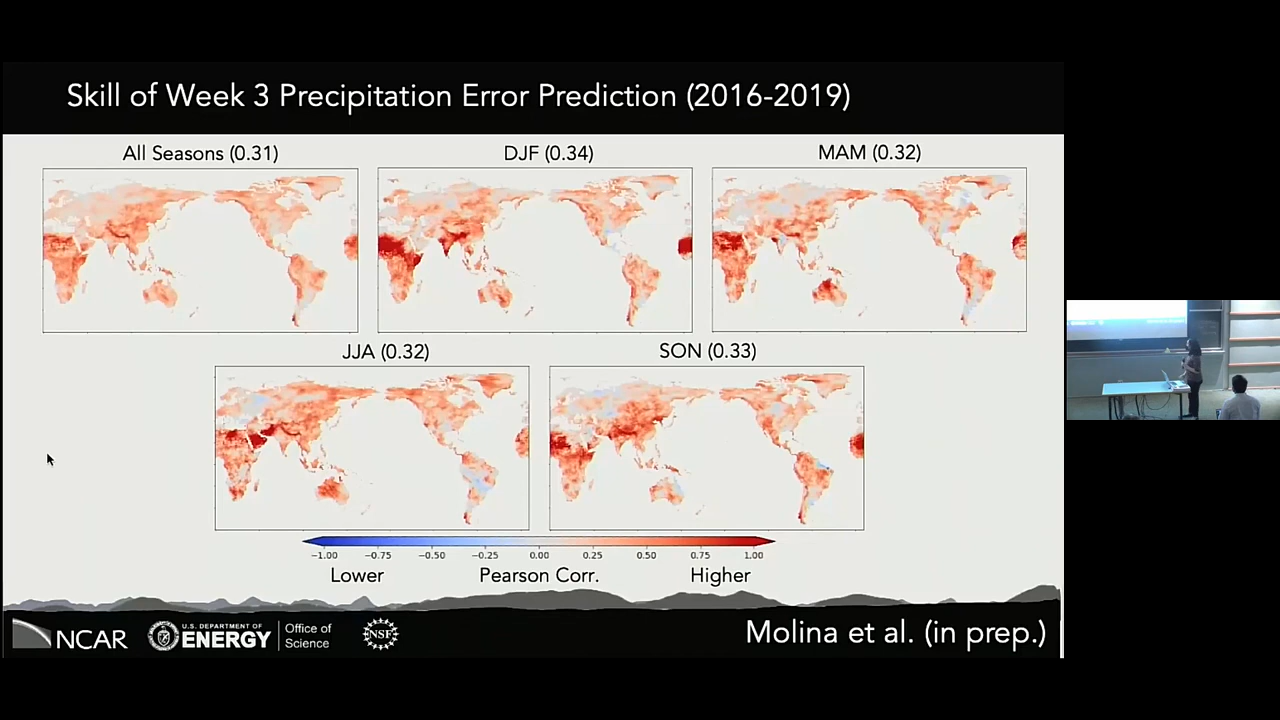 Skill of Week 3 Precipitation Error Prediction (2016-2019)
All Seasons (0.31)
DJF (0.34)
MAM (0.32)
JJA (0.32)
SON (0.33)
−1.00 −0.75 −0.50 −0.25 0.00 0.25 0.50 0.75 1.00
Lower Pearson Corr. Higher
NCAR
U.S. DEPARTMENT OF
ENERGY
Office of
Science
NSF
Molina et al. (in prep.)